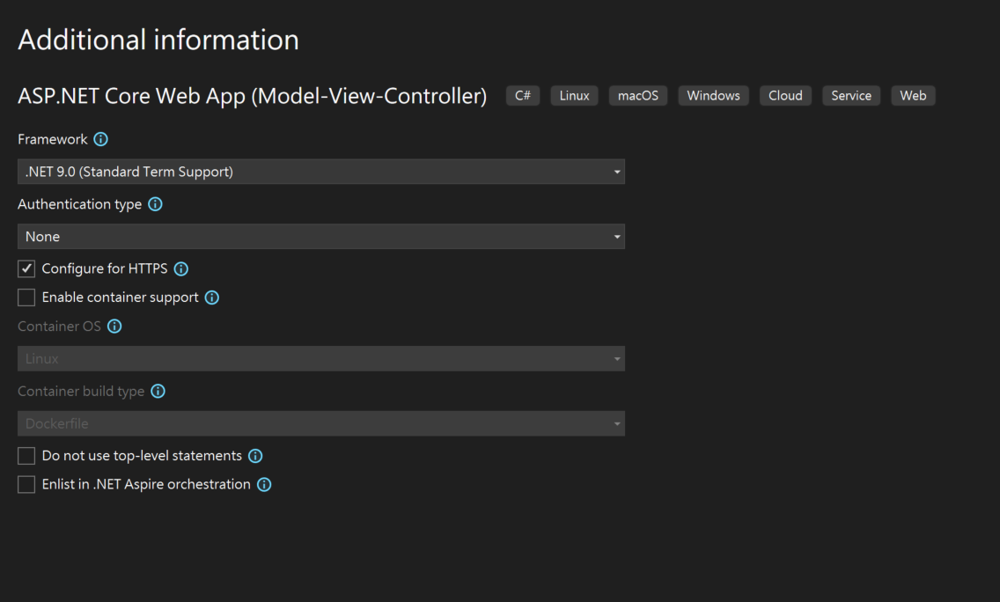 Additional information
ASP.NET Core Web App (Model-View-Controller) C# Linux macOS Windows Cloud Service Web
Framework
.NET 9.0 (Standard Term Support)
Authentication type
None
Configure for HTTPS
Enable container support
Container OS
Linux
Container build type
Dockerfile
Do not use top-level statements
Enlist in .NET Aspire orchestration